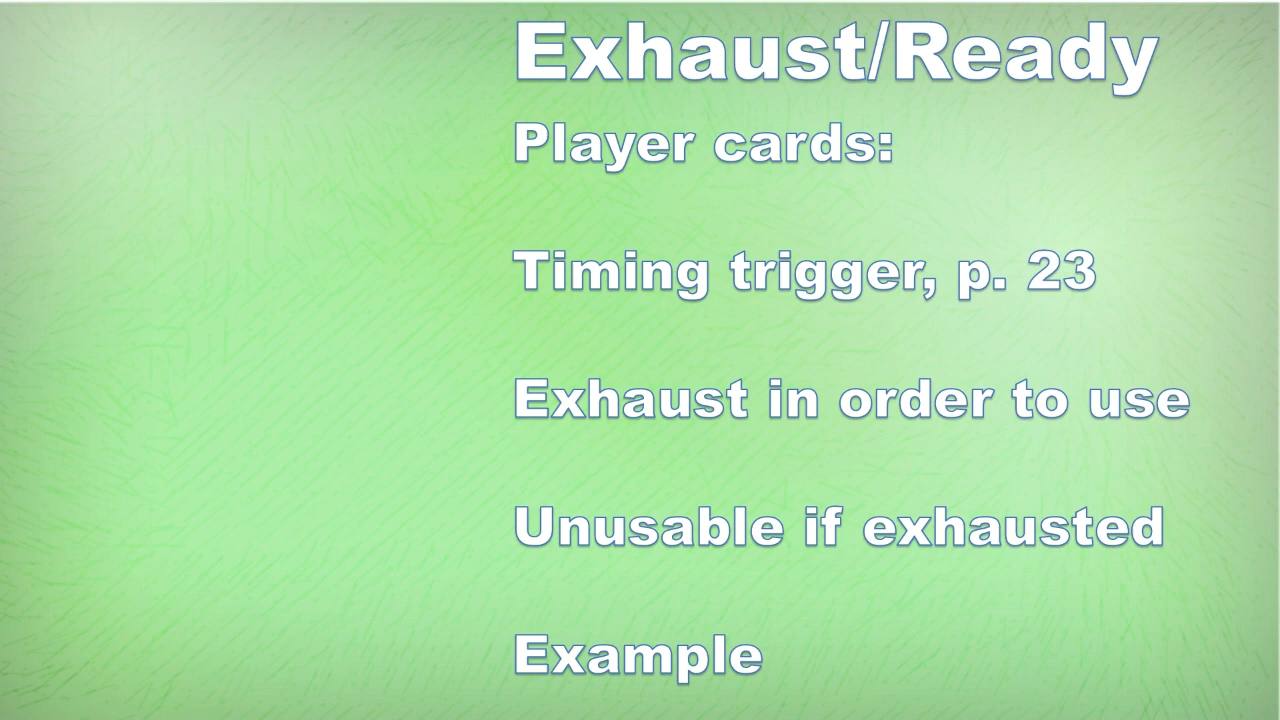 Exhaust/Ready
Player cards:
Timing trigger, p. 23
Exhaust in order to use
Unusable if exhausted
Example